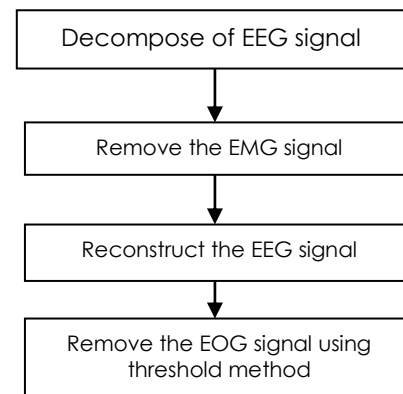 Decompose of EEG signal
Remove the EMG signal
Reconstruct the EEG signal
Remove the EOG signal using
threshold method